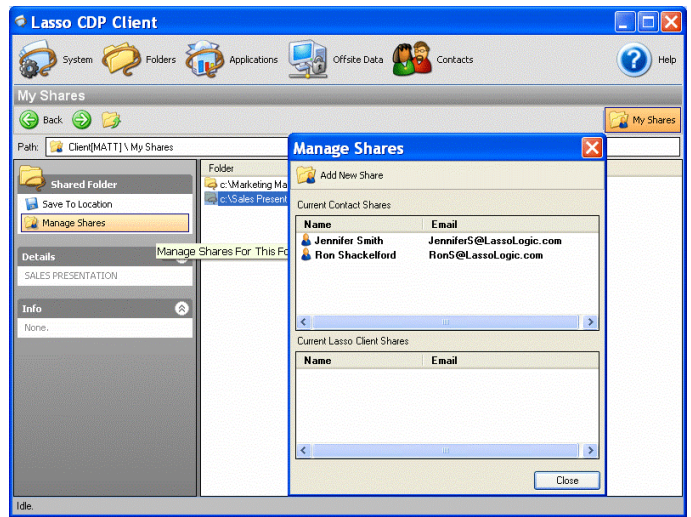 Lasso CDP Client
System Folders Applications Offsite Data Contacts Help
My Shares
Back My Shares
Path: Client[MATT] \ My Shares
Shared Folder
Save To Location
Manage Shares
Manage Shares For This Fo
Details
SALES PRESENTATION
Info
None.
Folder
c:\Marketing Ma
c:\Sales Present
Manage Shares
Add New Share
Current Contact Shares
Name Email
Jennifer Smith JenniferS@LassoLogic.com
Ron Shackelford RonS@LassoLogic.com
Current Lasso Client Shares
Name Email
Close
Idle.